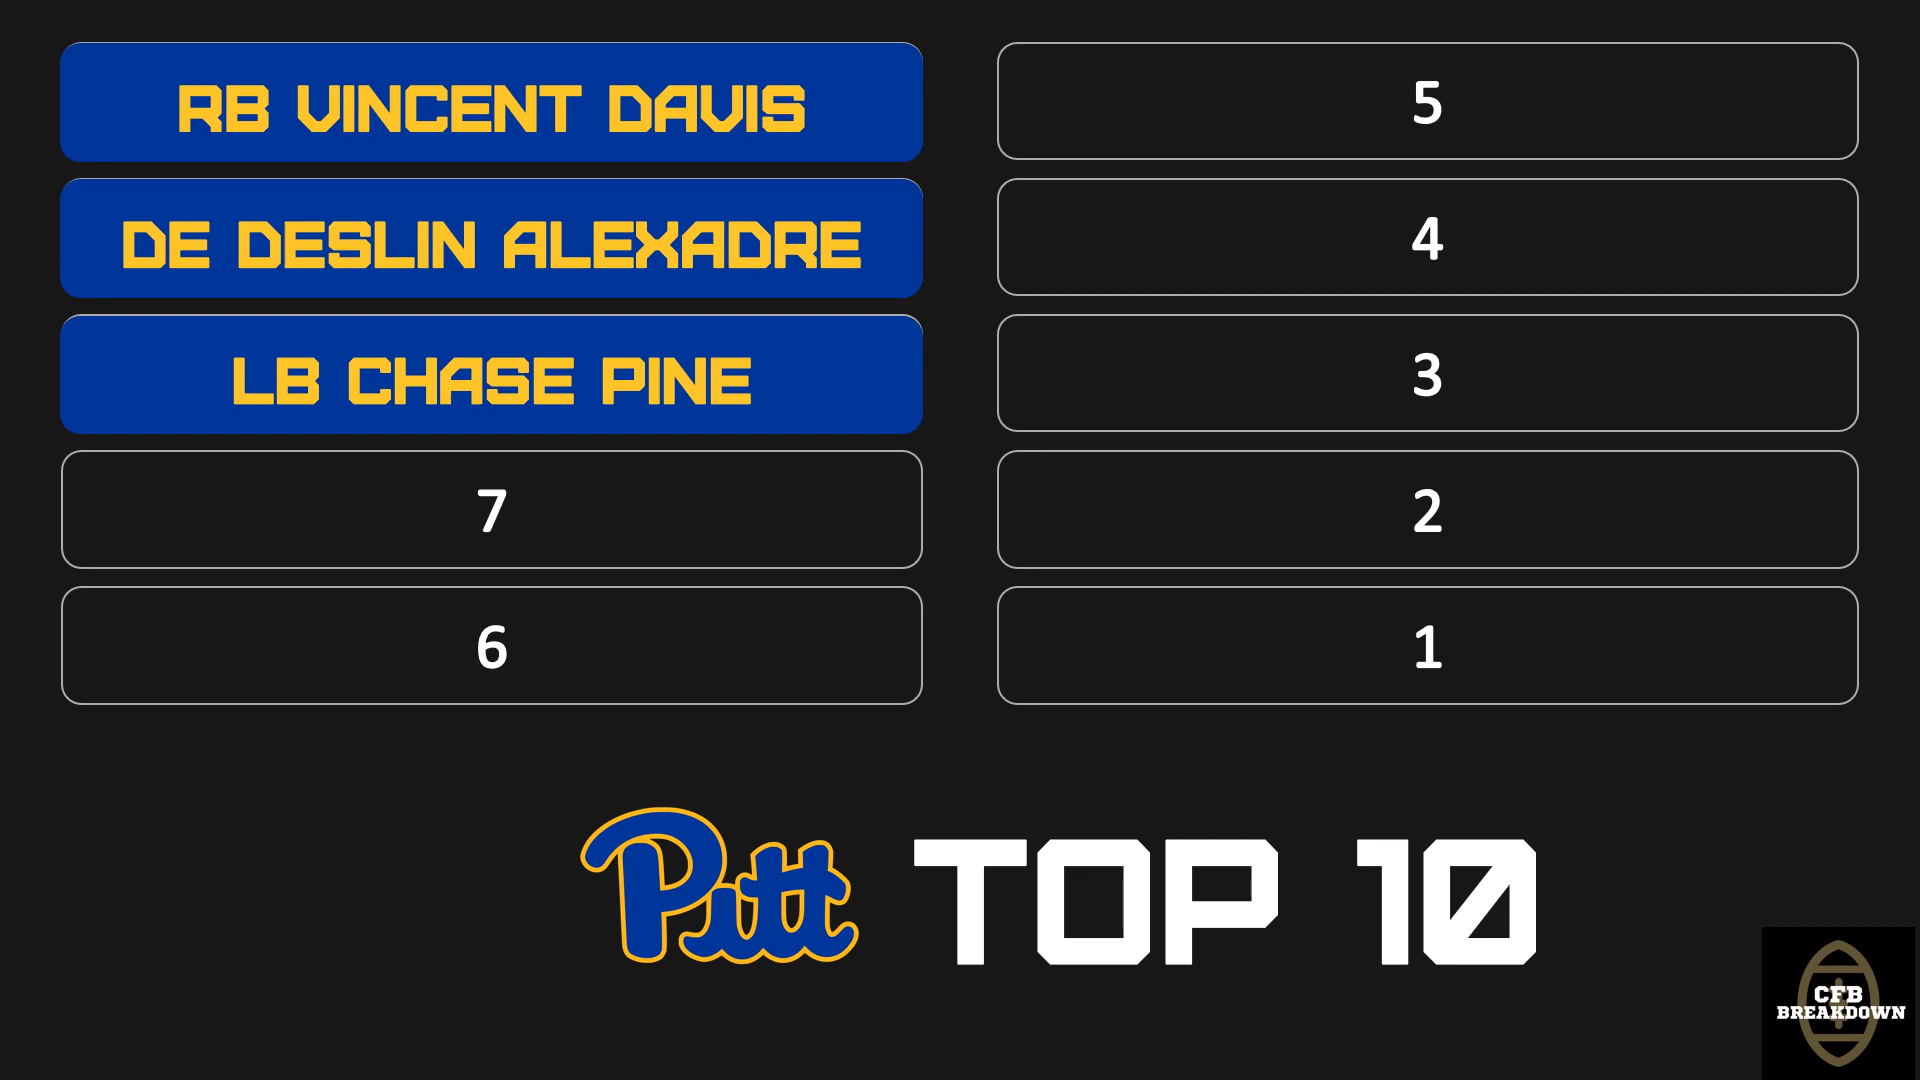 RB VINCENT DAVIS
DE DESLIN ALEXADRE
LB CHASE PINE
7
6
5
4
3
2
1
Pitt TOP 10
CFB
BREAKDOWN